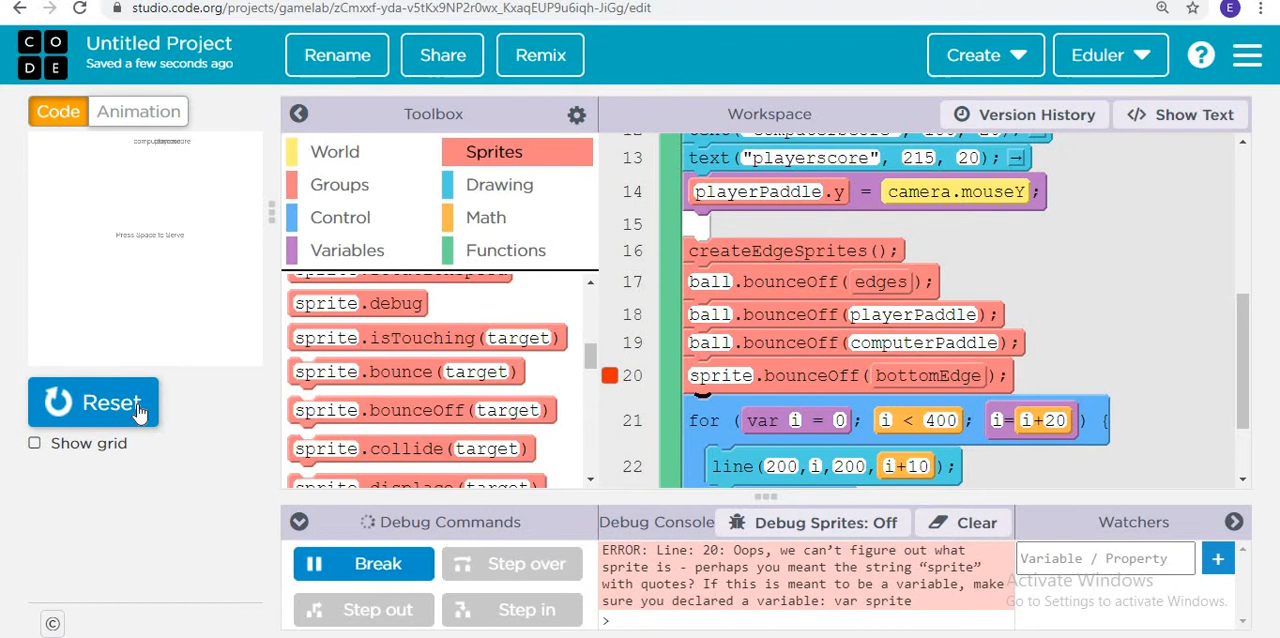 studio.code.org/projects/gamelab/zCmxxf-yda-v5tKx9NP2r0wx_KxaqEUP9u6iqh-JiGg/edit
E
C O
D E
Untitled Project
Saved a few seconds ago
Rename
Share
Remix
Create
Eduler
?
Code
Animation
Press Space to Serve
Reset
Show grid
©
Toolbox
World
Sprites
Groups
Drawing
Control
Math
Variables
Functions
sprite.debug
sprite.isTouching(target)
sprite.bounce(target)
sprite.bounceOff(target)
sprite.collide(target)
sprite.displace(target)
Workspace
Version History
</> Show Text
13 text("playerscore", 215, 20);
14 playerPaddle.y = camera.mouseY;
15
16 createEdgeSprites();
17 ball.bounceOff(edges);
18 ball.bounceOff(playerPaddle);
19 ball.bounceOff(computerPaddle);
20 sprite.bounceOff(bottomEdge);
21 for (var i = 0; i < 400; i=i+20) {
22 line(200,i,200,i+10);
Debug Commands
Break
Step over
Step out
Step in
Debug Console
Debug Sprites: Off
Clear
ERROR: Line: 20: Oops, we can't figure out what
sprite is - perhaps you meant the string “sprite”
with quotes? If this is meant to be a variable, make
sure you declared a variable: var sprite
>
Watchers
Variable / Property
+
Activate Windows
Go to Settings to activate Windows.